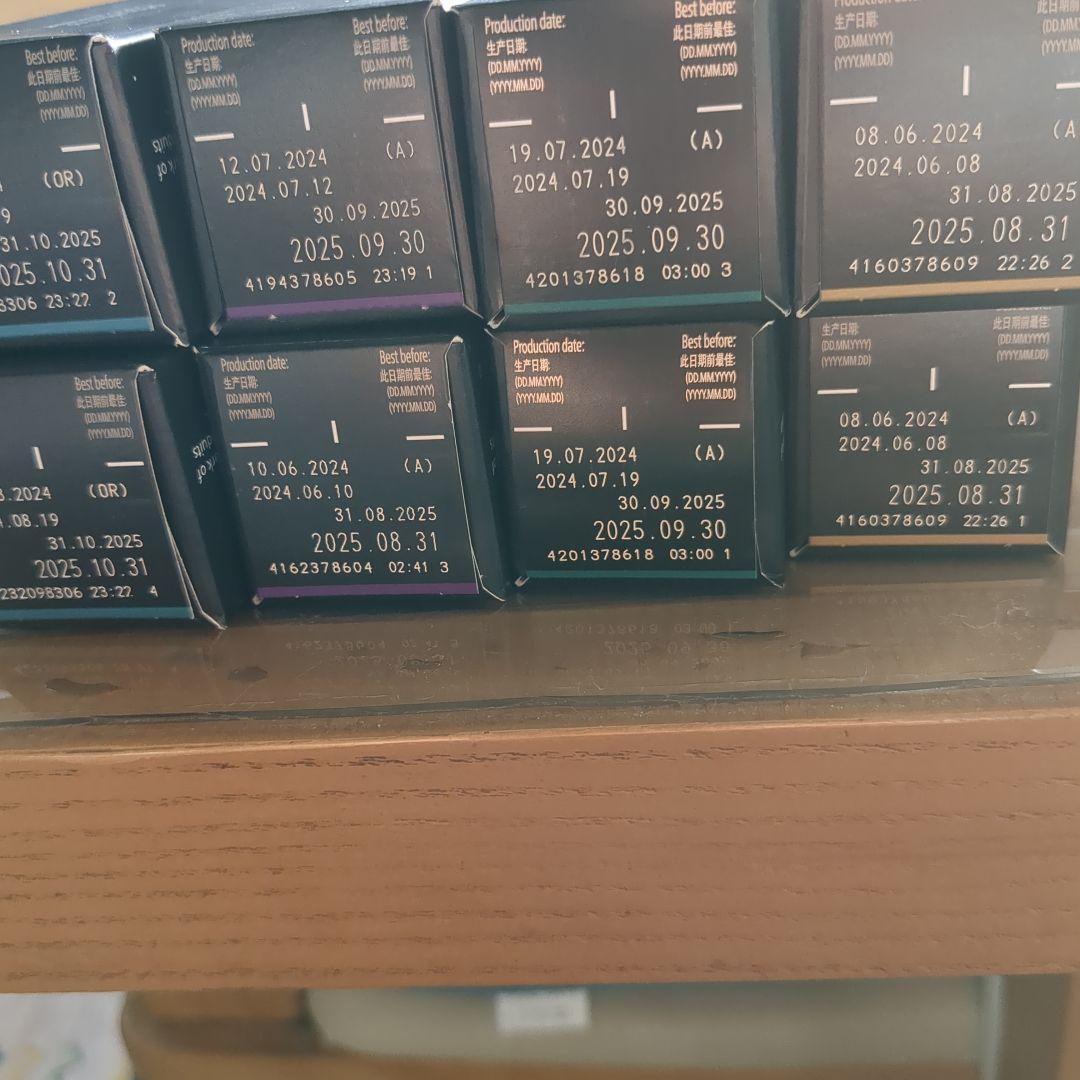 Best before:
此日期前最佳:
(DD.MM.YYYY)
(YYYY.MM.DD)
(OR)
31.10.2025
2025.10.31
8306 23:22 2
Production date:
生产日期:
(DD.MM.YYYY)
(YYYY.MM.DD)
Best before:
此日期前最佳:
(DD.MM.YYYY)
(YYYY.MM.DD)
12.07.2024 (A)
2024.07.12
30.09.2025
2025.09.30
4194378605 23:19 1
Production date:
生产日期:
(DD.MM.YYYY)
(YYYY.MM.DD)
Best before:
此日期前最佳:
(DD.MM.YYYY)
(YYYY.MM.DD)
19.07.2024 (A)
2024.07.19
30.09.2025
2025.09.30
4201378618 03:00 3
Production date:
生产日期:
(DD.MM.YYYY)
(YYYY.MM.DD)
08.06.2024 (A
2024.06.08
31.08.2025
2025.08.31
4160378609 22:26 2
Best before:
此日期前最佳:
(DD.MM.YYYY)
(YYYY.MM.DD)
.2024 (OR)
.08.19
31.10.2025
2025.10.31
232098306 23:22 4
Production date:
生产日期:
(DD.MM.YYYY)
(YYYY.MM.DD)
Best before:
此日期前最佳:
(DD.MM.YYYY)
(YYYY.MM.DD)
10.06.2024 (A)
2024.06.10
31.08.2025
2025.08.31
4162378604 02:41 3
Production date:
生产日期:
(DD.MM.YYYY)
(YYYY.MM.DD)
Best before:
此日期前最佳:
(DD.MM.YYYY)
(YYYY.MM.DD)
19.07.2024 (A)
2024.07.19
30.09.2025
2025.09.30
4201378618 03:00 1
生产日期:
(DD.MM.YYYY)
(YYYY.MM.DD)
此日期前最佳:
(DD.MM.YYYY)
(YYYY.MM.DD)
08.06.2024 (A)
2024.06.08
31.08.2025
2025.08.31
4160378609 22:26 1